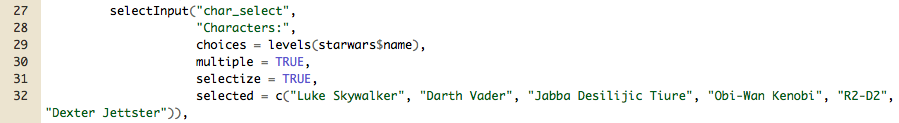 27 selectInput("char_select",
28 "Characters:",
29 choices = levels(starwars$name),
30 multiple = TRUE,
31 selectize = TRUE,
32 selected = c("Luke Skywalker", "Darth Vader", "Jabba Desilijic Tiure", "Obi-Wan Kenobi", "R2-D2",
"Dexter Jettster")),